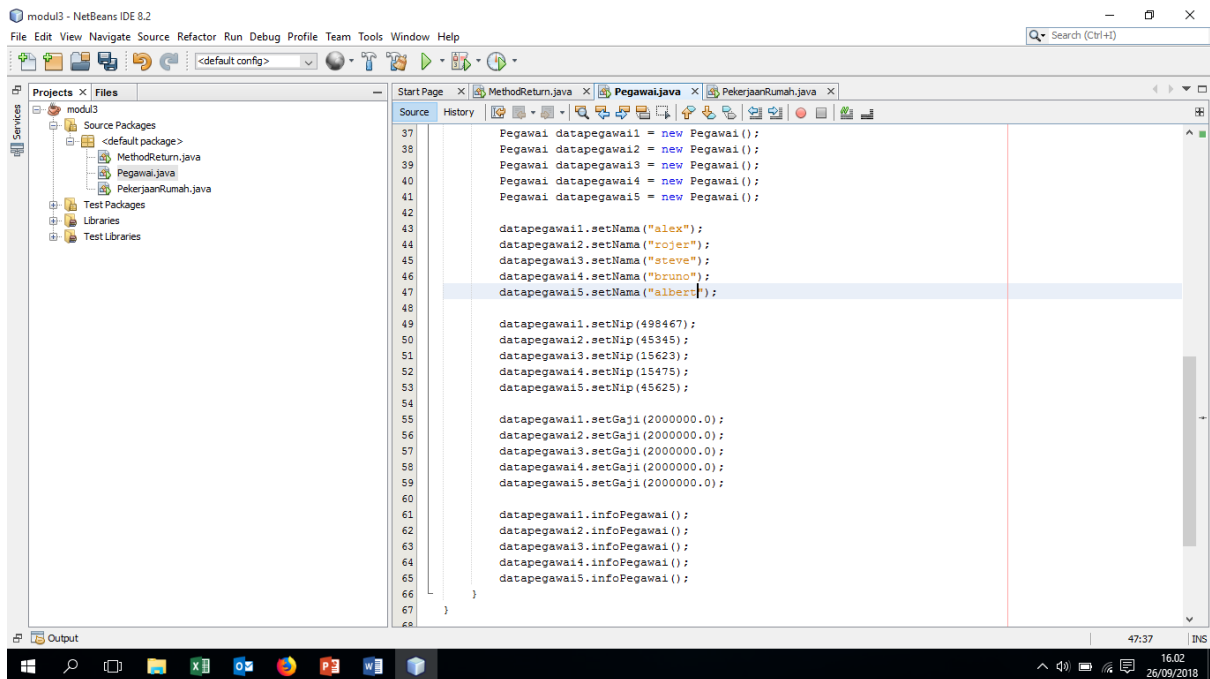 modul3 - NetBeans IDE 8.2
File Edit View Navigate Source Refactor Run Debug Profile Team Tools Window Help
Search (Ctrl+I)
<default config>
Projects Files
Start Page MethodReturn.java Pegawai.java PekerjaanRumah.java
Services
Source History
modul3
Source Packages
<default package>
MethodReturn.java
Pegawai.java
PekerjaanRumah.java
Test Packages
Libraries
Test Libraries
37 Pegawai datapegawai1 = new Pegawai();
38 Pegawai datapegawai2 = new Pegawai();
39 Pegawai datapegawai3 = new Pegawai();
40 Pegawai datapegawai4 = new Pegawai();
41 Pegawai datapegawai5 = new Pegawai();
42
43 datapegawai1.setNama("alex");
44 datapegawai2.setNama("rojer");
45 datapegawai3.setNama("steve");
46 datapegawai4.setNama("bruno");
47 datapegawai5.setNama("albert");
48
49 datapegawai1.setNip(498467);
50 datapegawai2.setNip(45345);
51 datapegawai3.setNip(15623);
52 datapegawai4.setNip(15475);
53 datapegawai5.setNip(45625);
54
55 datapegawai1.setGaji(2000000.0);
56 datapegawai2.setGaji(2000000.0);
57 datapegawai3.setGaji(2000000.0);
58 datapegawai4.setGaji(2000000.0);
59 datapegawai5.setGaji(2000000.0);
60
61 datapegawai1.infoPegawai();
62 datapegawai2.infoPegawai();
63 datapegawai3.infoPegawai();
64 datapegawai4.infoPegawai();
65 datapegawai5.infoPegawai();
66 }
67 }
68
Output
47:37 INS
16.02
26/09/2018